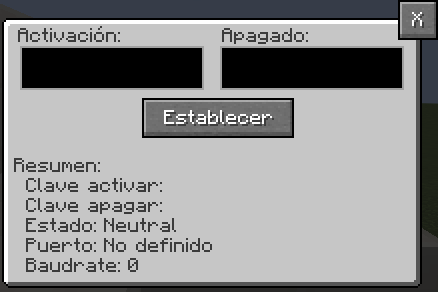 X
Activación: Apagado:
Establecer
Resumen:
Clave activar:
Clave apagar:
Estado: Neutral
Puerto: No definido
Baudrate: 0